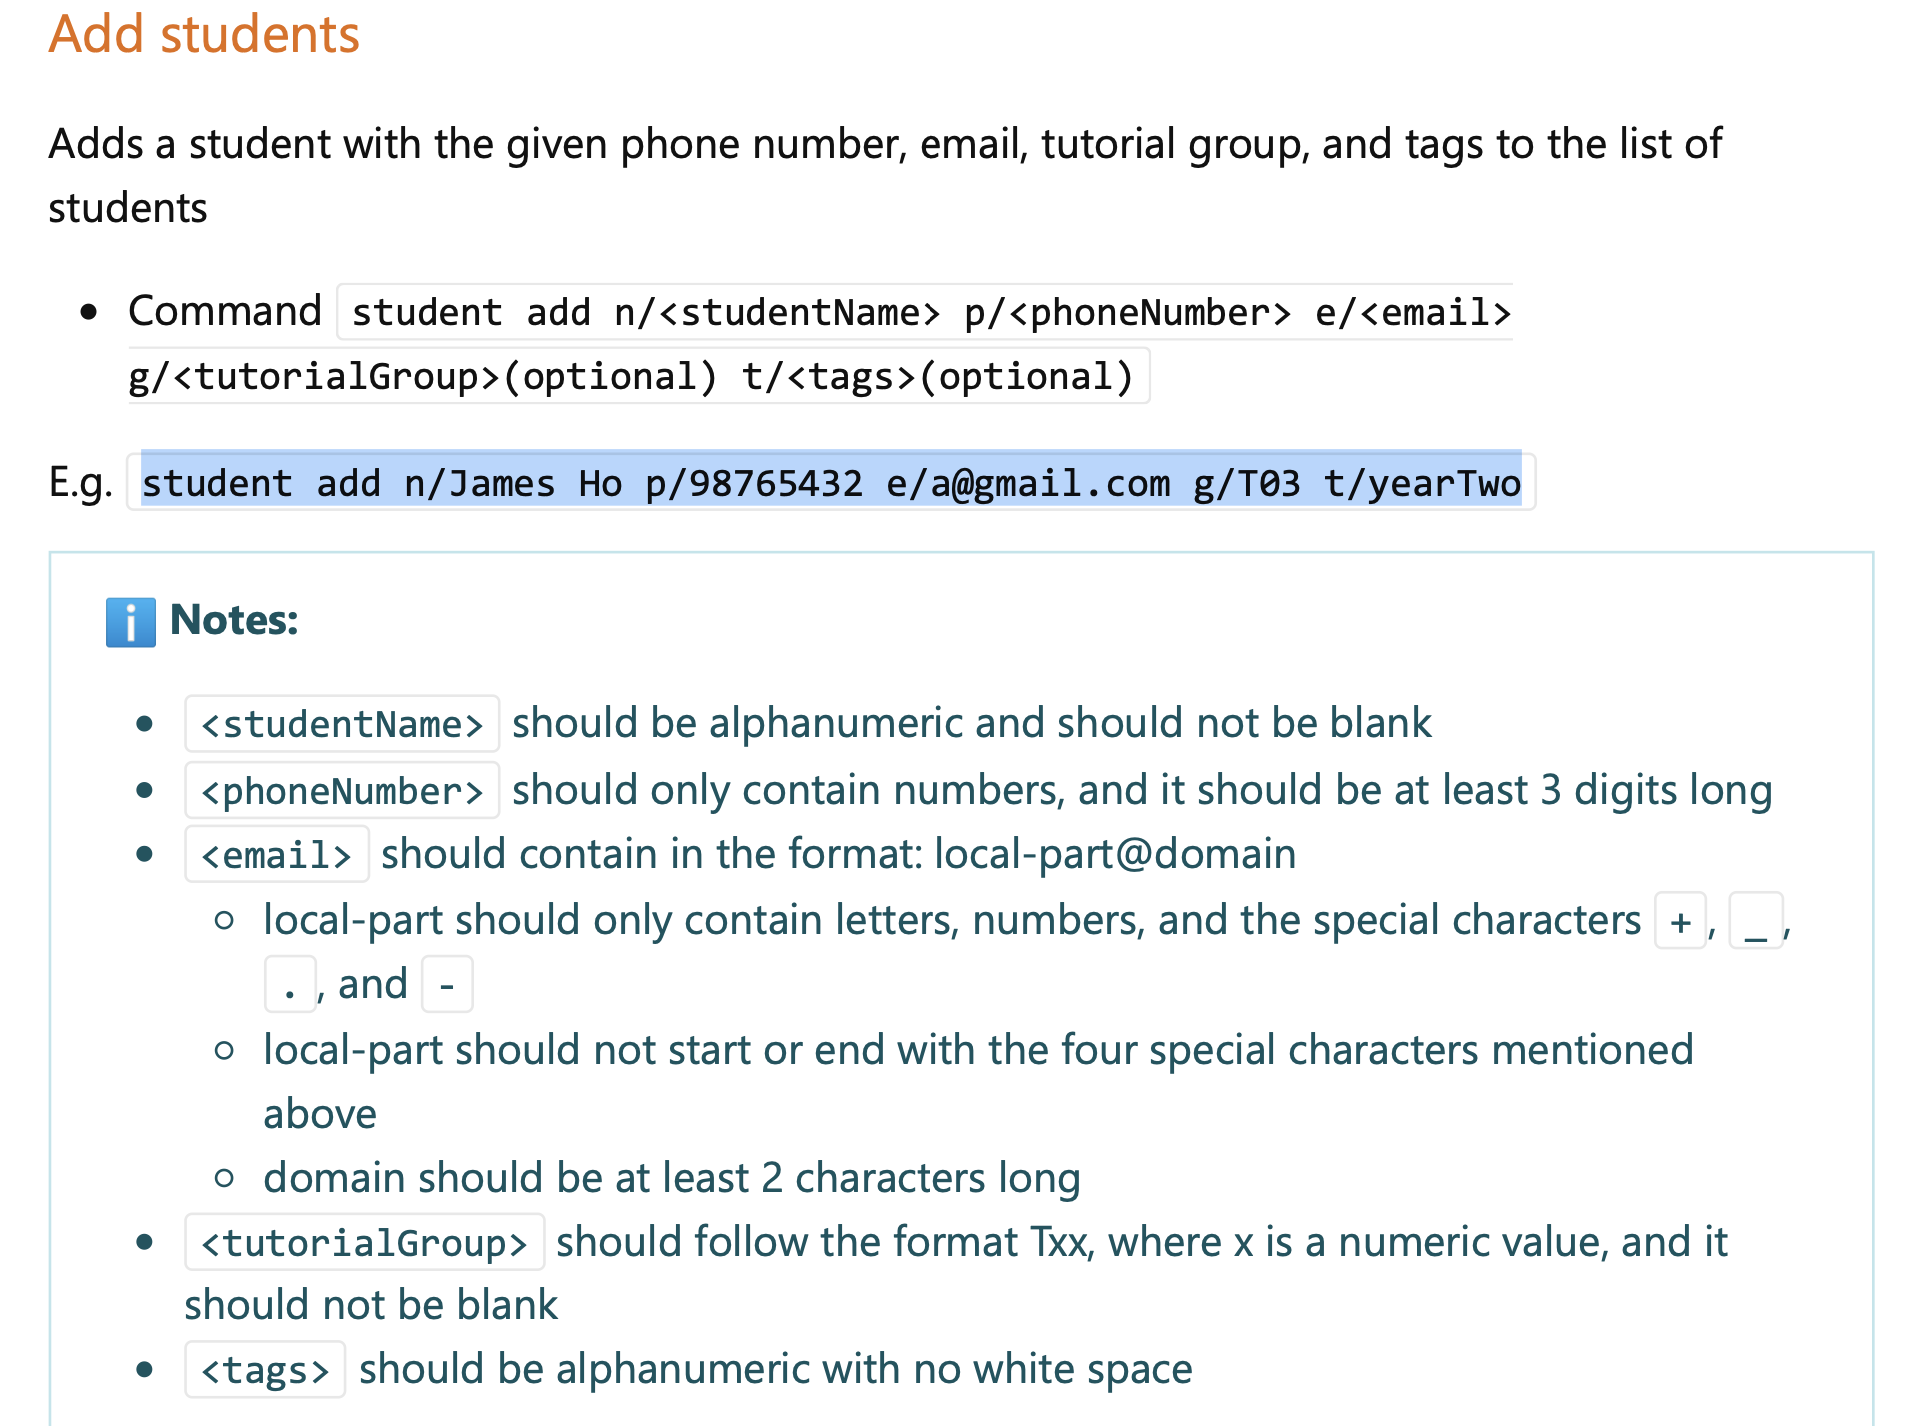 Add students
Adds a student with the given phone number, email, tutorial group, and tags to the list of
students
• Command student add n/<studentName> p/<phoneNumber> e/<email>
g/<tutorialGroup>(optional) t/<tags>(optional)
E.g. student add n/James Ho p/98765432 e/a@gmail.com g/T03 t/yearTwo
ℹ️ Notes:
• <studentName> should be alphanumeric and should not be blank
• <phoneNumber> should only contain numbers, and it should be at least 3 digits long
• <email> should contain in the format: local-part@domain
◦ local-part should only contain letters, numbers, and the special characters +, _,
., and -
◦ local-part should not start or end with the four special characters mentioned
above
◦ domain should be at least 2 characters long
• <tutorialGroup> should follow the format Txx, where x is a numeric value, and it
should not be blank
• <tags> should be alphanumeric with no white space